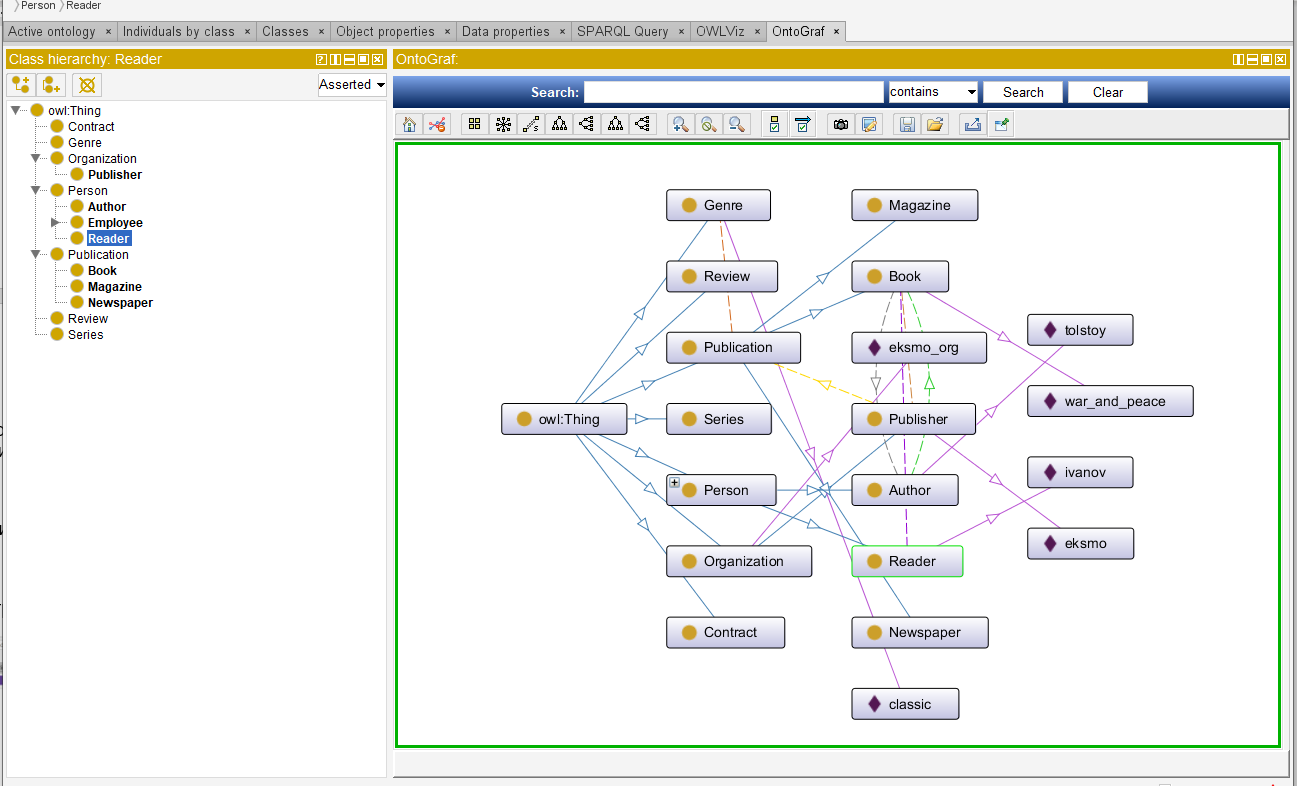 Person Reader
Active ontology × Individuals by class × Classes × Object properties × Data properties × SPARQL Query × OWLViz × OntoGraf ×
Class hierarchy: Reader
Asserted
owl:Thing
Contract
Genre
Organization
Publisher
Person
Author
Employee
Reader
Publication
Book
Magazine
Newspaper
Review
Series
OntoGraf:
Search: contains Search Clear
Genre
Magazine
Review
Book
tolstoy
Publication
eksmo_org
war_and_peace
owl:Thing
Series
Publisher
ivanov
Person
Author
eksmo
Organization
Reader
Contract
Newspaper
classic